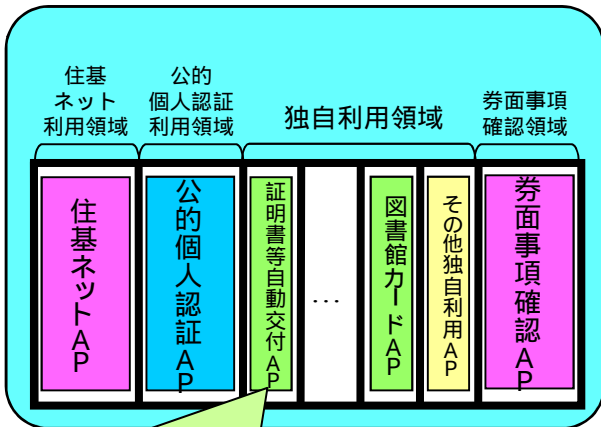 住基
ネット
利用領域
公的
個人認証
利用領域
独自利用領域
券面事項
確認領域
住基ネットAP
公的個人認証AP
証明書等自動交付AP
…
図書館カードAP
その他独自利用AP
券面事項確認AP